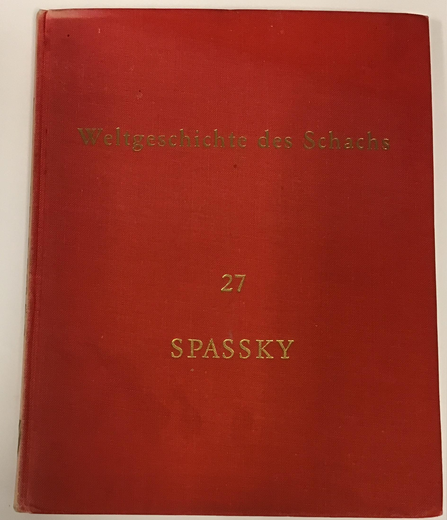 Weltgeschichte des Schachs
27
SPASSKY